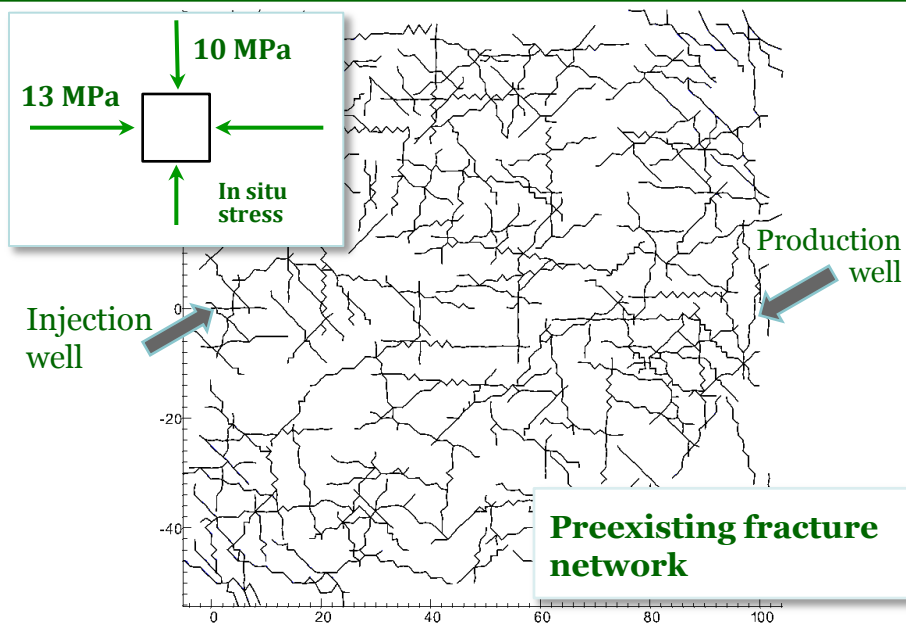 10 MPa
13 MPa
In situ
stress
Production
well
Injection
well
0
-20
-40
Preexisting fracture
network
0
20
40
60
80
100